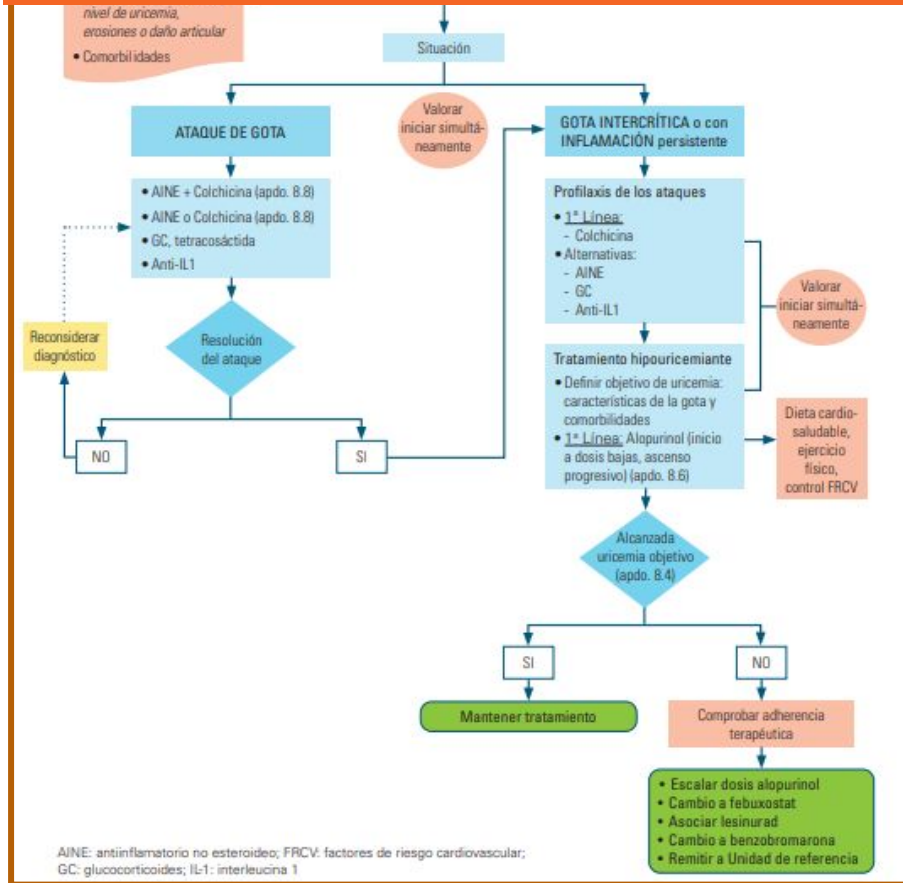 nivel de uricemia,
erosiones o daño articular
• Comorbilidades
Situación
ATAQUE DE GOTA
Valorar
iniciar simultá-
neamente
GOTA INTERCRÍTICA o con
INFLAMACIÓN persistente
• AINE + Colchicina (apdo. 8.8)
• AINE o Colchicina (apdo. 8.8)
• GC, tetracosáctida
• Anti-IL1
Profilaxis de los ataques
• 1ª Línea:
- Colchicina
• Alternativas:
- AINE
- GC
- Anti-IL1
Valorar
iniciar simultá-
neamente
Reconsiderar
diagnóstico
Resolución
del ataque
Tratamiento hipouricemiante
• Definir objetivo de uricemia:
características de la gota y
comorbilidades
• 1ª Línea: Alopurinol (inicio
a dosis bajas, ascenso
progresivo) (apdo. 8.6)
Dieta cardio-
saludable,
ejercicio
físico,
control FRCV
NO
SI
Alcanzada
uricemia objetivo
(apdo. 8.4)
SI
NO
Mantener tratamiento
Comprobar adherencia
terapéutica
• Escalar dosis alopurinol
• Cambio a febuxostat
• Asociar lesinurad
• Cambio a benzobromarona
• Remitir a Unidad de referencia
AINE: antiinflamatorio no esteroideo; FRCV: factores de riesgo cardiovascular;
GC: glucocorticoides; IL-1: interleucina 1